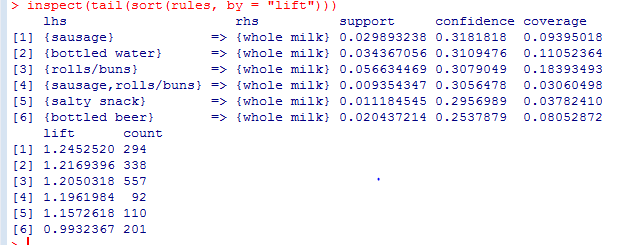 > inspect(tail(sort(rules, by = "lift")))
    lhs                     rhs          support     confidence coverage
[1] {sausage}            => {whole milk} 0.029893238 0.3181818  0.09395018
[2] {bottled water}      => {whole milk} 0.034367056 0.3109476  0.11052364
[3] {rolls/buns}         => {whole milk} 0.056634469 0.3079049  0.18393493
[4] {sausage,rolls/buns} => {whole milk} 0.009354347 0.3056478  0.03060498
[5] {salty snack}        => {whole milk} 0.011184545 0.2956989  0.03782410
[6] {bottled beer}       => {whole milk} 0.020437214 0.2537879  0.08052872
    lift      count
[1] 1.2452520 294
[2] 1.2169396 338
[3] 1.2050318 557
[4] 1.1961984  92
[5] 1.1572618 110
[6] 0.9932367 201
>